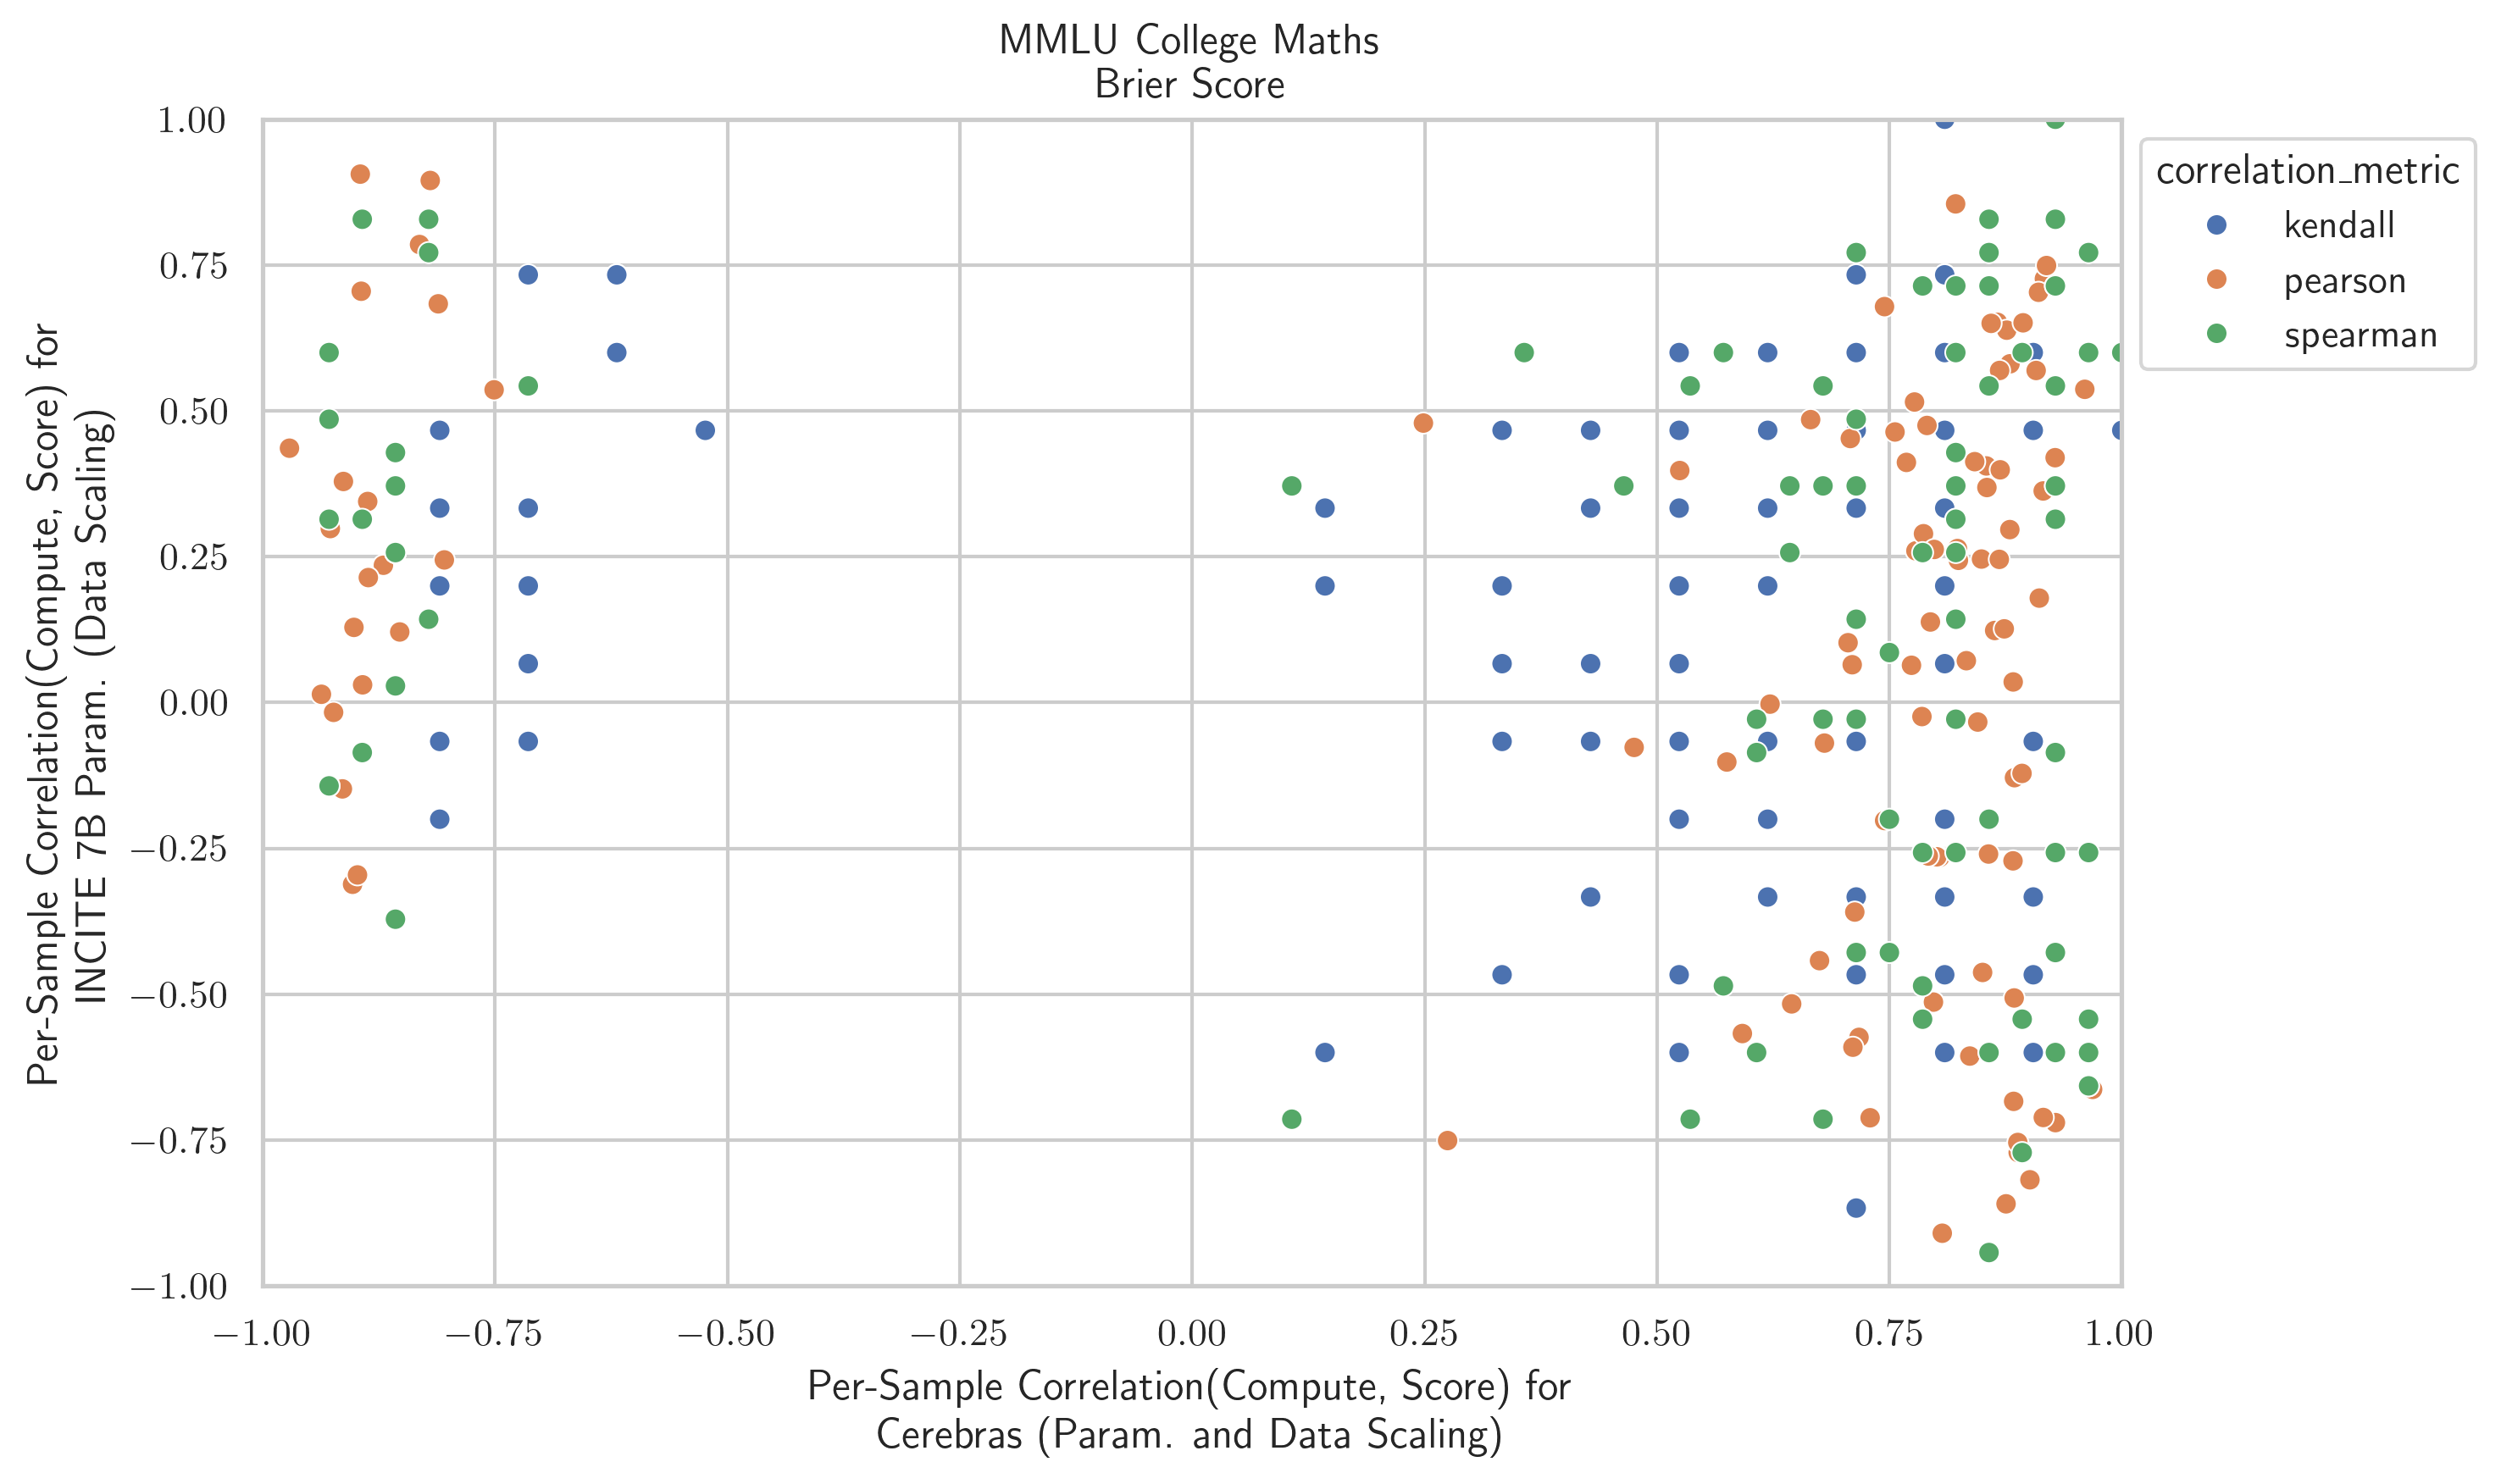 MMLU College Maths
Brier Score
1.00
0.75
0.50
0.25
0.00
−0.25
−0.50
−0.75
−1.00
Per-Sample Correlation(Compute, Score) for
INCITE 7B Param. (Data Scaling)
correlation_metric
kendall
pearson
spearman
−1.00 −0.75 −0.50 −0.25 0.00 0.25 0.50 0.75 1.00
Per-Sample Correlation(Compute, Score) for
Cerebras (Param. and Data Scaling)